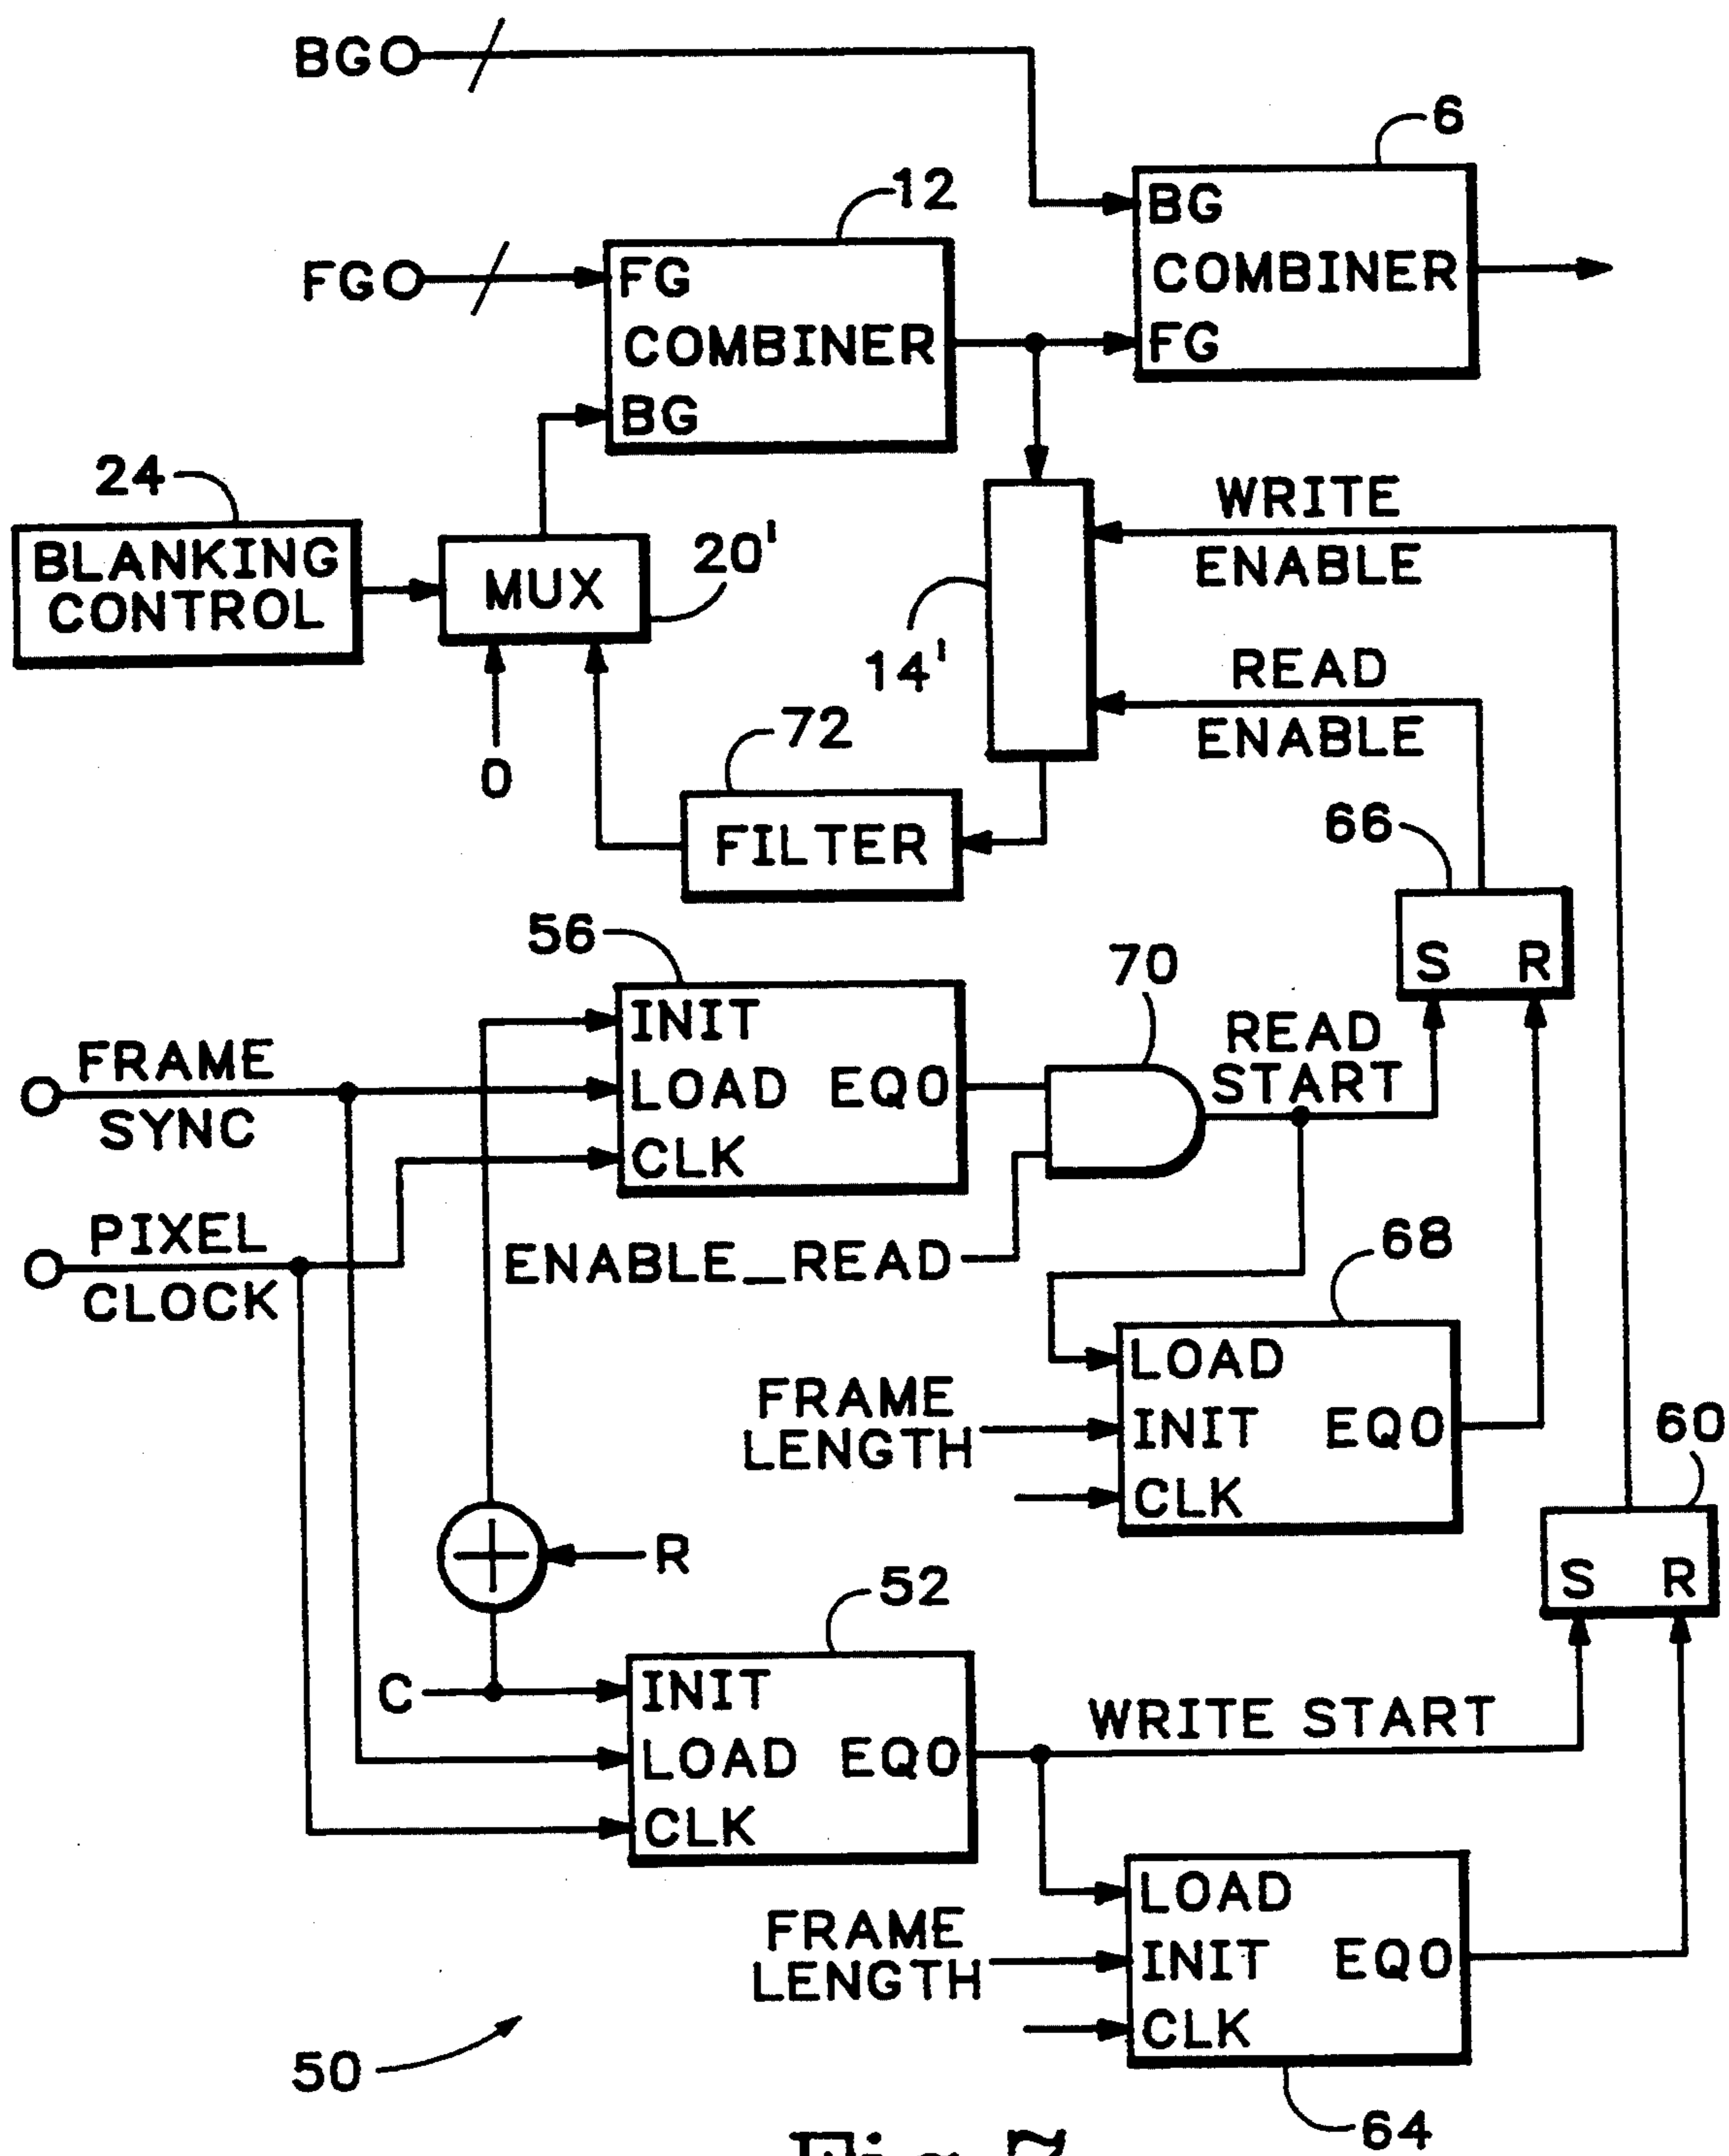 BG
6
BG
COMBINER
FG
12
FG
FG
COMBINER
BG
24
BLANKING
CONTROL
MUX
20'
0
14'
WRITE
ENABLE
READ
ENABLE
72
FILTER
66
S R
56
INIT
LOAD EQ0
CLK
70
READ
START
FRAME
SYNC
PIXEL
CLOCK
ENABLE_READ
68
LOAD
INIT EQ0
CLK
FRAME
LENGTH
60
S R
R
C
52
INIT
LOAD EQ0
CLK
WRITE START
LOAD
INIT EQ0
CLK
FRAME
LENGTH
50
64
Fig 7